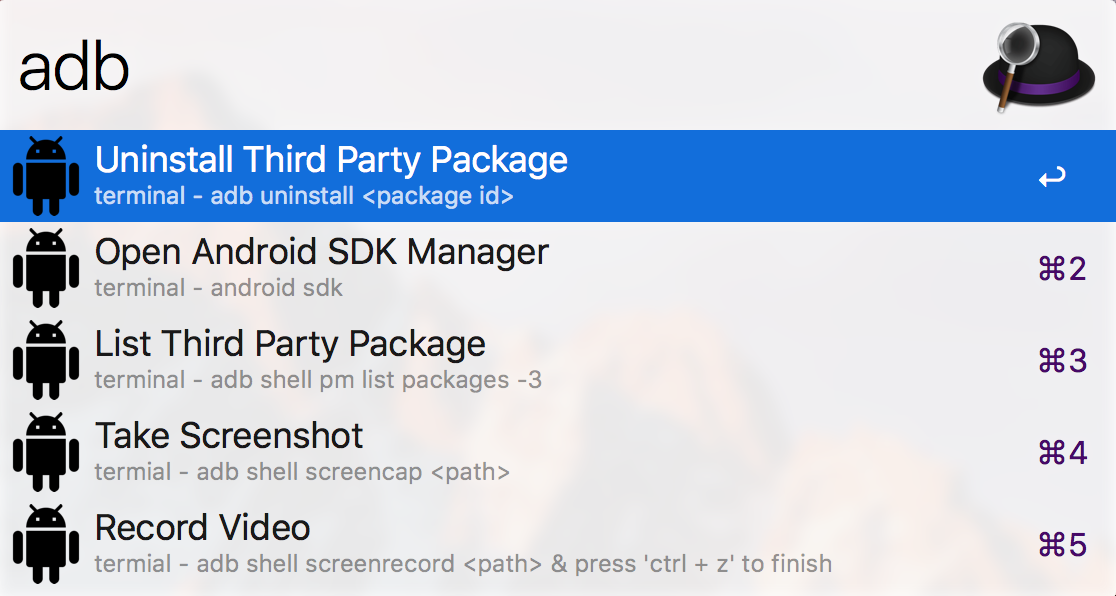 adb
Uninstall Third Party Package
↩
terminal - adb uninstall <package id>
Open Android SDK Manager
⌘2
terminal - android sdk
List Third Party Package
⌘3
terminal - adb shell pm list packages -3
Take Screenshot
⌘4
termial - adb shell screencap <path>
Record Video
⌘5
termial - adb shell screenrecord <path> & press 'ctrl + z' to finish